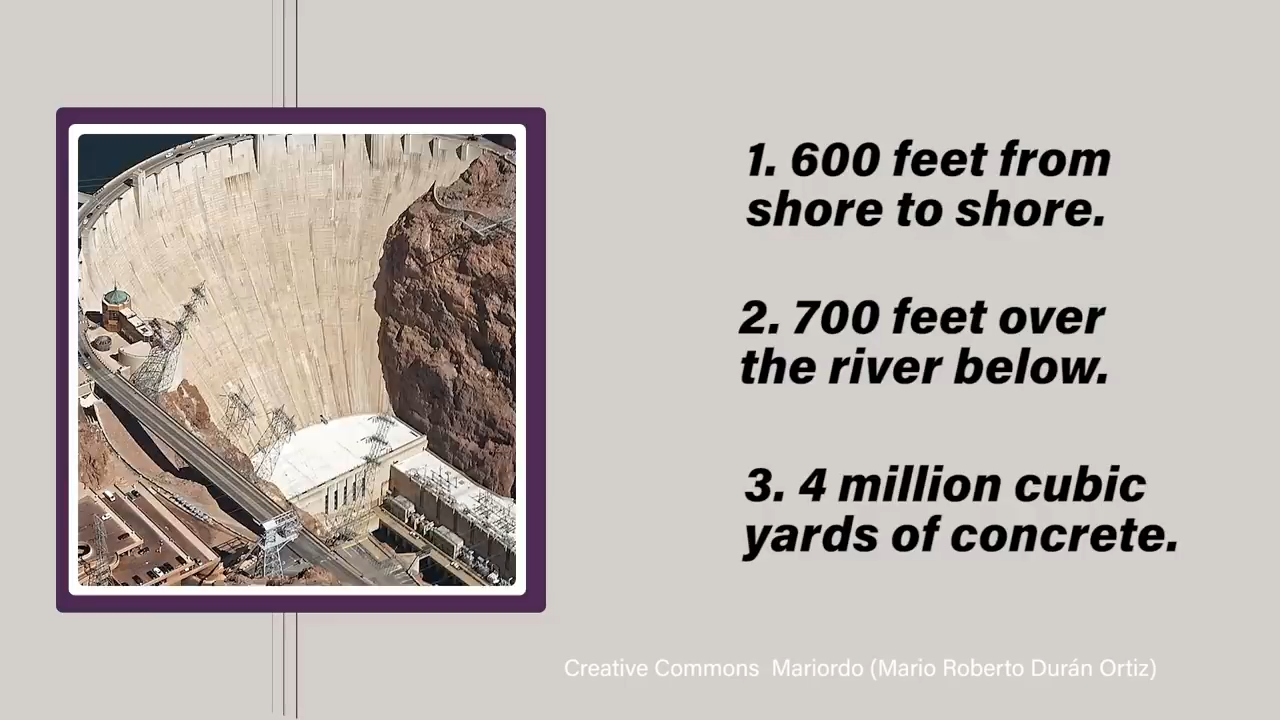 1. 600 feet from
shore to shore.
2. 700 feet over
the river below.
3. 4 million cubic
yards of concrete.
Creative Commons  Mariordo (Mario Roberto Durán Ortiz)